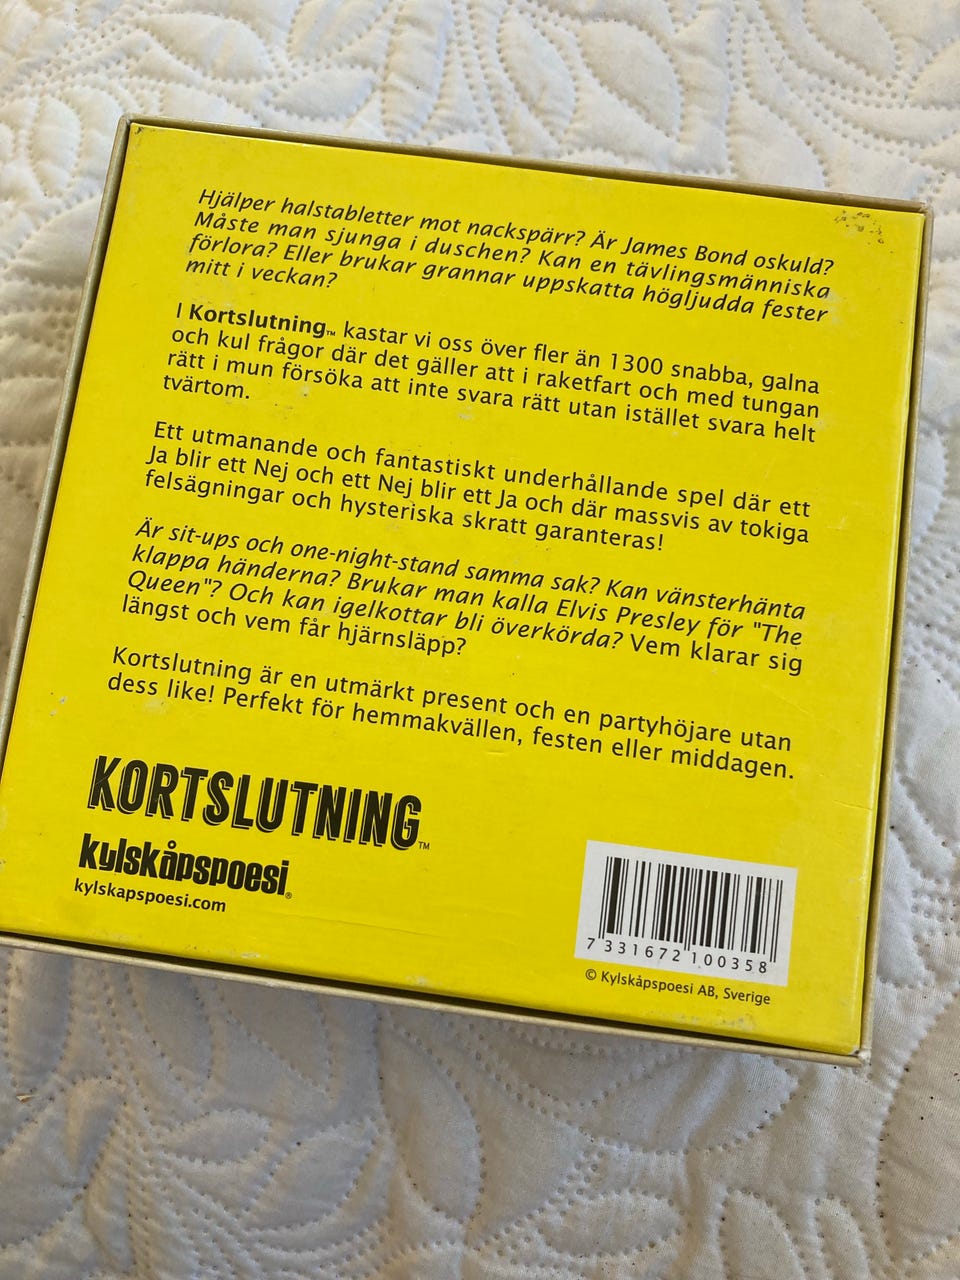 Hjälper halstabletter mot nackspärr? Är James Bond oskuld?
Måste man sjunga i duschen? Kan en tävlingsmänniska
förlora? Eller brukar grannar uppskatta högljudda fester
mitt i veckan?
I Kortslutning™ kastar vi oss över fler än 1300 snabba, galna
och kul frågor där det gäller att i raketfart och med tungan
rätt i mun försöka att inte svara rätt utan istället svara helt
tvärtom.
Ett utmanande och fantastiskt underhållande spel där ett
Ja blir ett Nej och ett Nej blir ett Ja och där massvis av tokiga
felsägningar och hysteriska skratt garanteras!
Är sit-ups och one-night-stand samma sak? Kan vänsterhänta
klappa händerna? Brukar man kalla Elvis Presley för "The
Queen"? Och kan igelkottar bli överkörda? Vem klarar sig
längst och vem får hjärnsläpp?
Kortslutning är en utmärkt present och en partyhöjare utan
dess like! Perfekt för hemmakvällen, festen eller middagen.
KORTSLUTNING™
kylskåpspoesi®
kylskapspoesi.com
7 331672 100358
© Kylskåpspoesi AB, Sverige